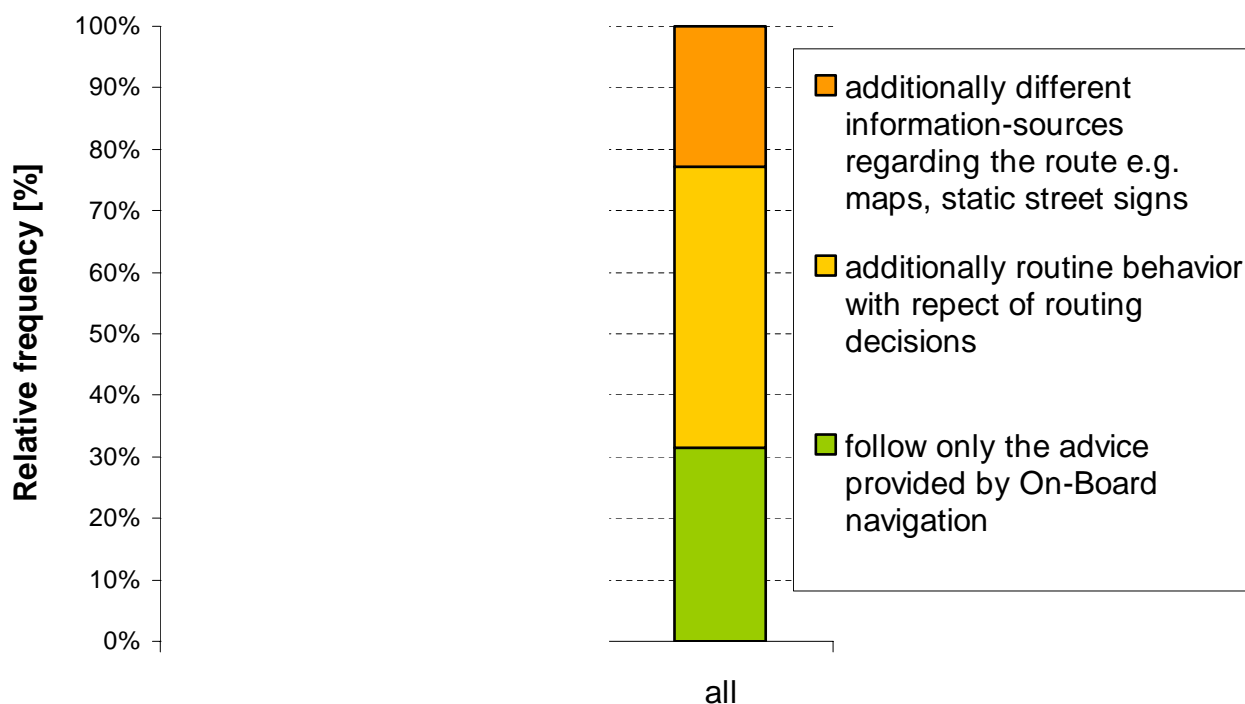 100%
90%
80%
70%
60%
50%
40%
30%
20%
10%
0%
Relative frequency [%]
all
additionally different
information-sources
regarding the route e.g.
maps, static street signs
additionally routine behavior
with repect of routing
decisions
follow only the advice
provided by On-Board
navigation